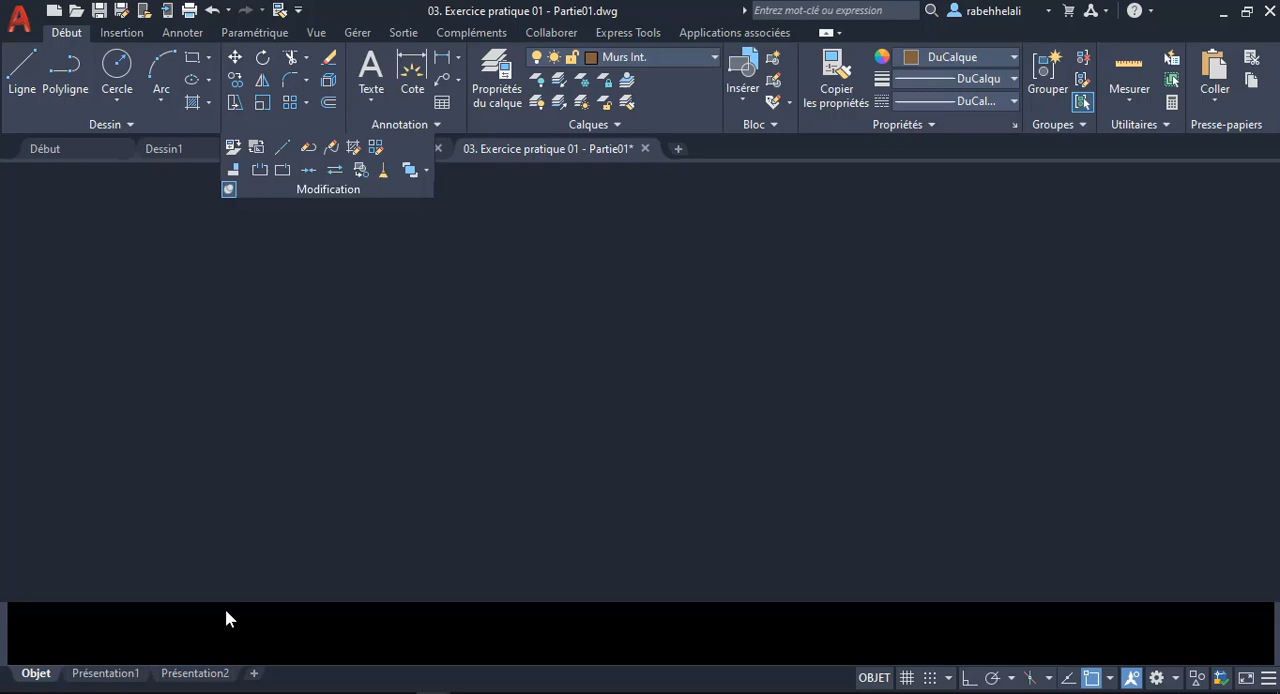 03. Exercice pratique 01 - Partie01.dwg
Entrez mot-clé ou expression
rabehhelali
Début Insertion Annoter Paramétrique Vue Gérer Sortie Compléments Collaborer Express Tools Applications associées
Murs Int.
DuCalque
DuCalqu
DuCal...
Ligne Polyligne Cercle Arc
Texte Cote
Propriétés
du calque
Insérer
Copier
les propriétés
Grouper
Mesurer
Coller
Dessin Annotation Calques Bloc Propriétés Groupes Utilitaires Presse-papiers
Début Dessin1 03. Exercice pratique 01 - Partie01*
Modification
Objet Présentation1 Présentation2
OBJET